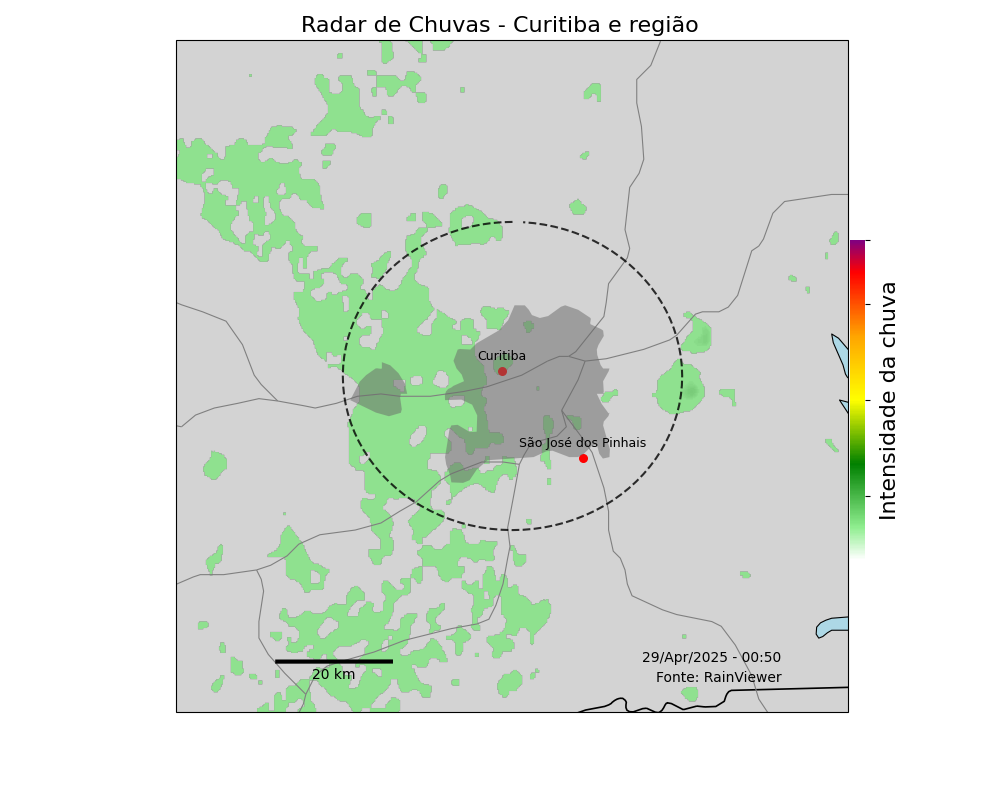 Radar de Chuvas - Curitiba e região
Curitiba
São José dos Pinhais
Intensidade da chuva
29/Apr/2025 - 00:50
Fonte: RainViewer
20 km